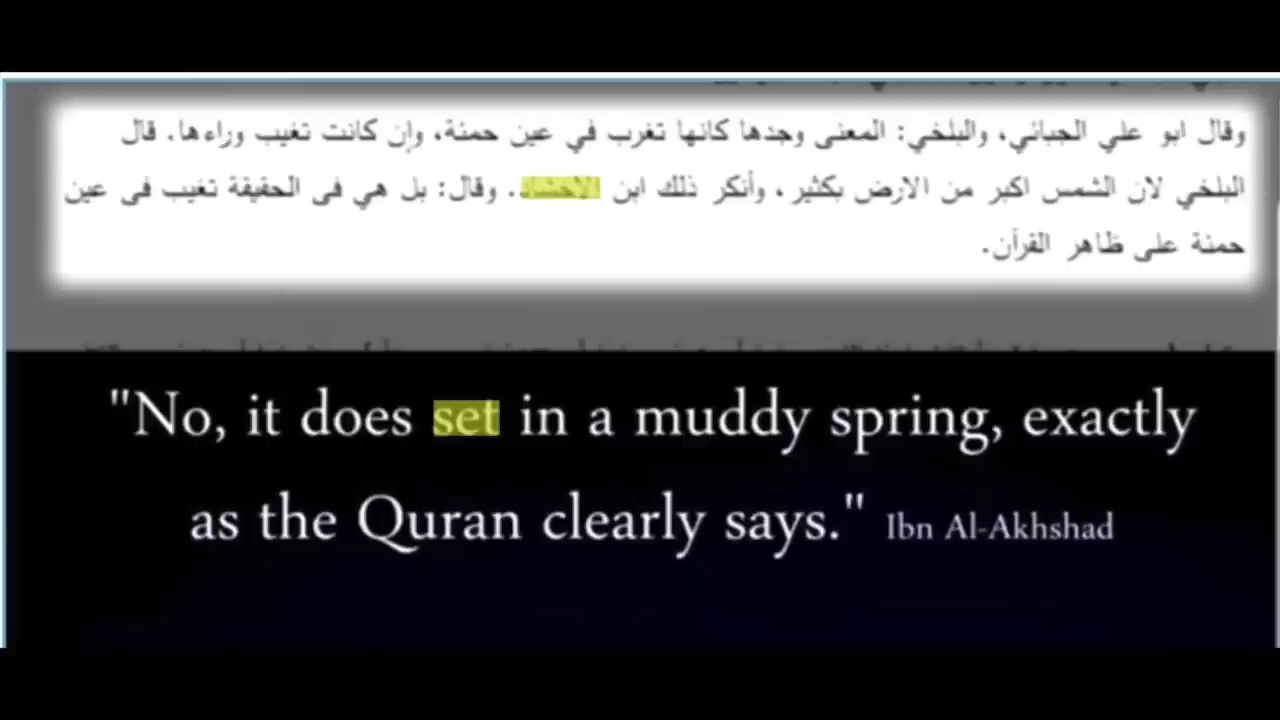 وقال ابو علي الجبائي، والبلخي: المعنى وجدها كانها تغرب في عين حمئة، وإن كانت تغيب وراءها. قال
البلخي لان الشمس اكبر من الارض بكثير، وأنكر ذلك ابن الاخشاد. وقال: بل هي فى الحقيقة تغيب فى عين
حمئة على ظاهر القرآن.
"No, it does set in a muddy spring, exactly
as the Quran clearly says." Ibn Al-Akhshad